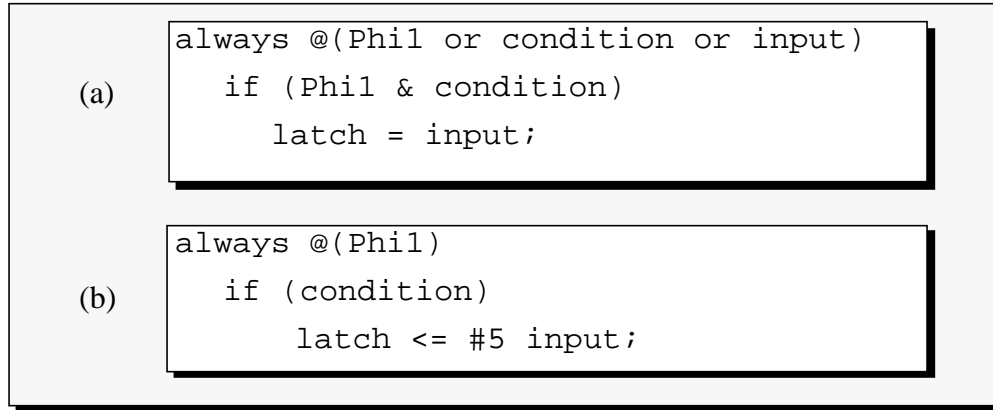 (a)
always @(Phi1 or condition or input)
if (Phi1 & condition)
latch = input;
(b)
always @(Phi1)
if (condition)
latch <= #5 input;